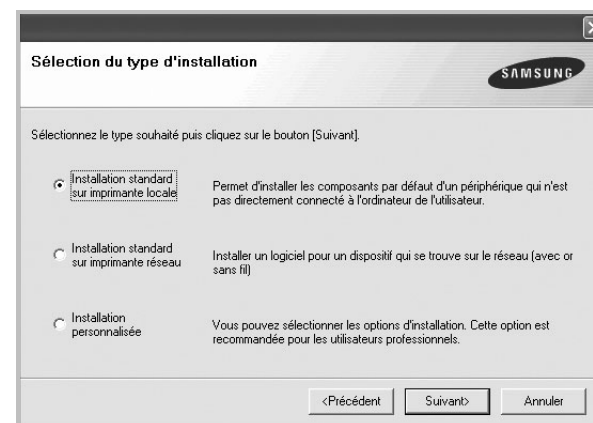 Sélection du type d'installation
SAMSUNG
Sélectionnez le type souhaité puis cliquez sur le bouton [Suivant].
Installation standard
sur imprimante locale
Permet d'installer les composants par défaut d'un périphérique qui n'est
pas directement connecté à l'ordinateur de l'utilisateur.
Installation standard
sur imprimante réseau
Installer un logiciel pour un dispositif qui se trouve sur le réseau (avec or
sans fil)
Installation
personnalisée
Vous pouvez sélectionner les options d'installation. Cette option est
recommandée pour les utilisateurs professionnels.
<Précédent Suivant> Annuler